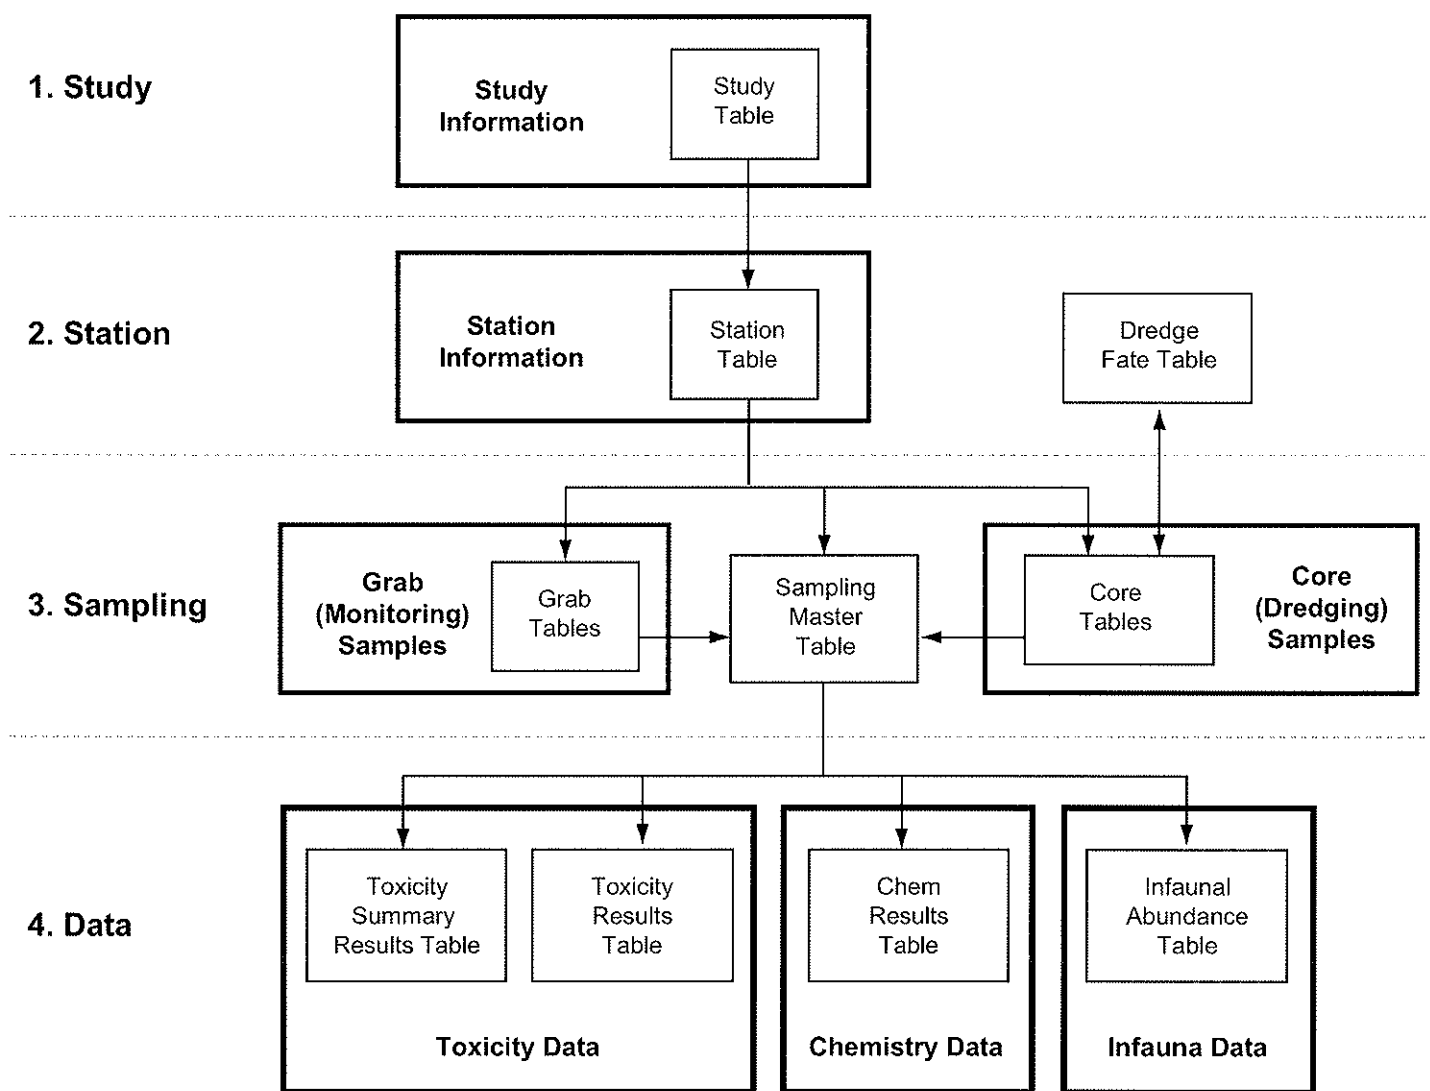 1. Study
Study
Information
Study
Table
2. Station
Station
Information
Station
Table
Dredge
Fate Table
3. Sampling
Grab
(Monitoring)
Samples
Grab
Tables
Sampling
Master
Table
Core
Tables
Core
(Dredging)
Samples
4. Data
Toxicity
Summary
Results Table
Toxicity
Results
Table
Toxicity Data
Chem
Results
Table
Chemistry Data
Infaunal
Abundance
Table
Infauna Data